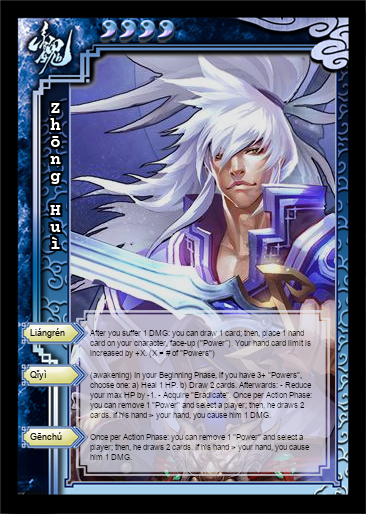 魏
Zhōng Huì
Liángrén
After you suffer 1 DMG: you can draw 1 card; then, place 1 hand
card on your character, face-up ("Power"). Your hand card limit is
increased by +X. (X = # of "Powers")
Qǐyì
(awakening) In your Beginning Phase, if you have 3+ "Powers",
choose one: a) Heal 1 HP. b) Draw 2 cards. Afterwards: - Reduce
your max HP by -1. - Acquire "Eradicate" Once per Action Phase:
you can remove 1 "Power" and select a player; then, he draws 2
cards. if his hand > your hand, you cause him 1 DMG.
Gēnchú
Once per Action Phase: you can remove 1 "Power" and select a
player; then, he draws 2 cards. if his hand > your hand, you cause
him 1 DMG.